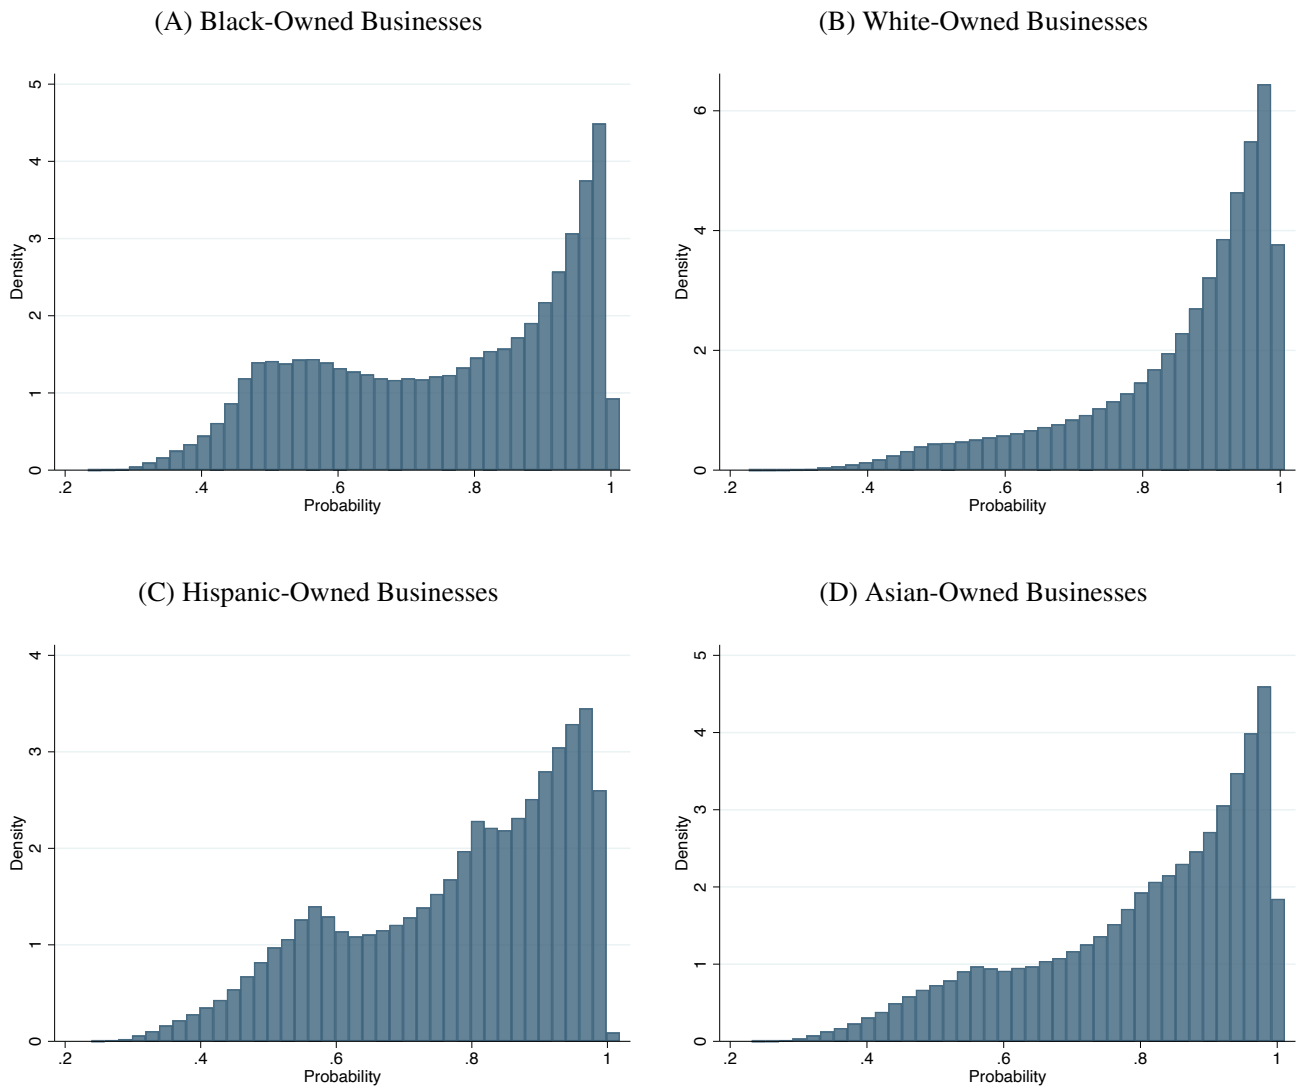 (A) Black-Owned Businesses
5
4
3
2
1
0
Density
.2 .4 .6 .8 1
Probability
(B) White-Owned Businesses
6
4
2
0
Density
.2 .4 .6 .8 1
Probability
(C) Hispanic-Owned Businesses
4
3
2
1
0
Density
.2 .4 .6 .8 1
Probability
(D) Asian-Owned Businesses
5
4
3
2
1
0
Density
.2 .4 .6 .8 1
Probability